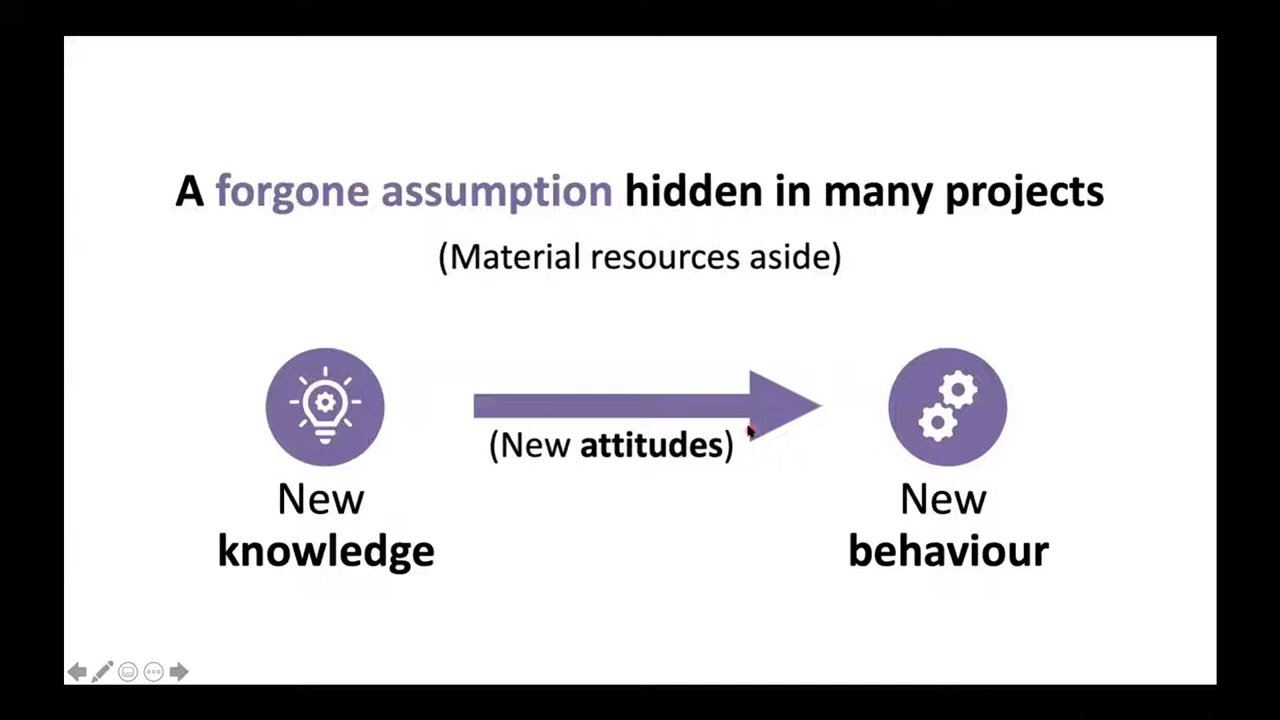 A forgone assumption hidden in many projects
(Material resources aside)
(New attitudes)
New
knowledge
New
behaviour